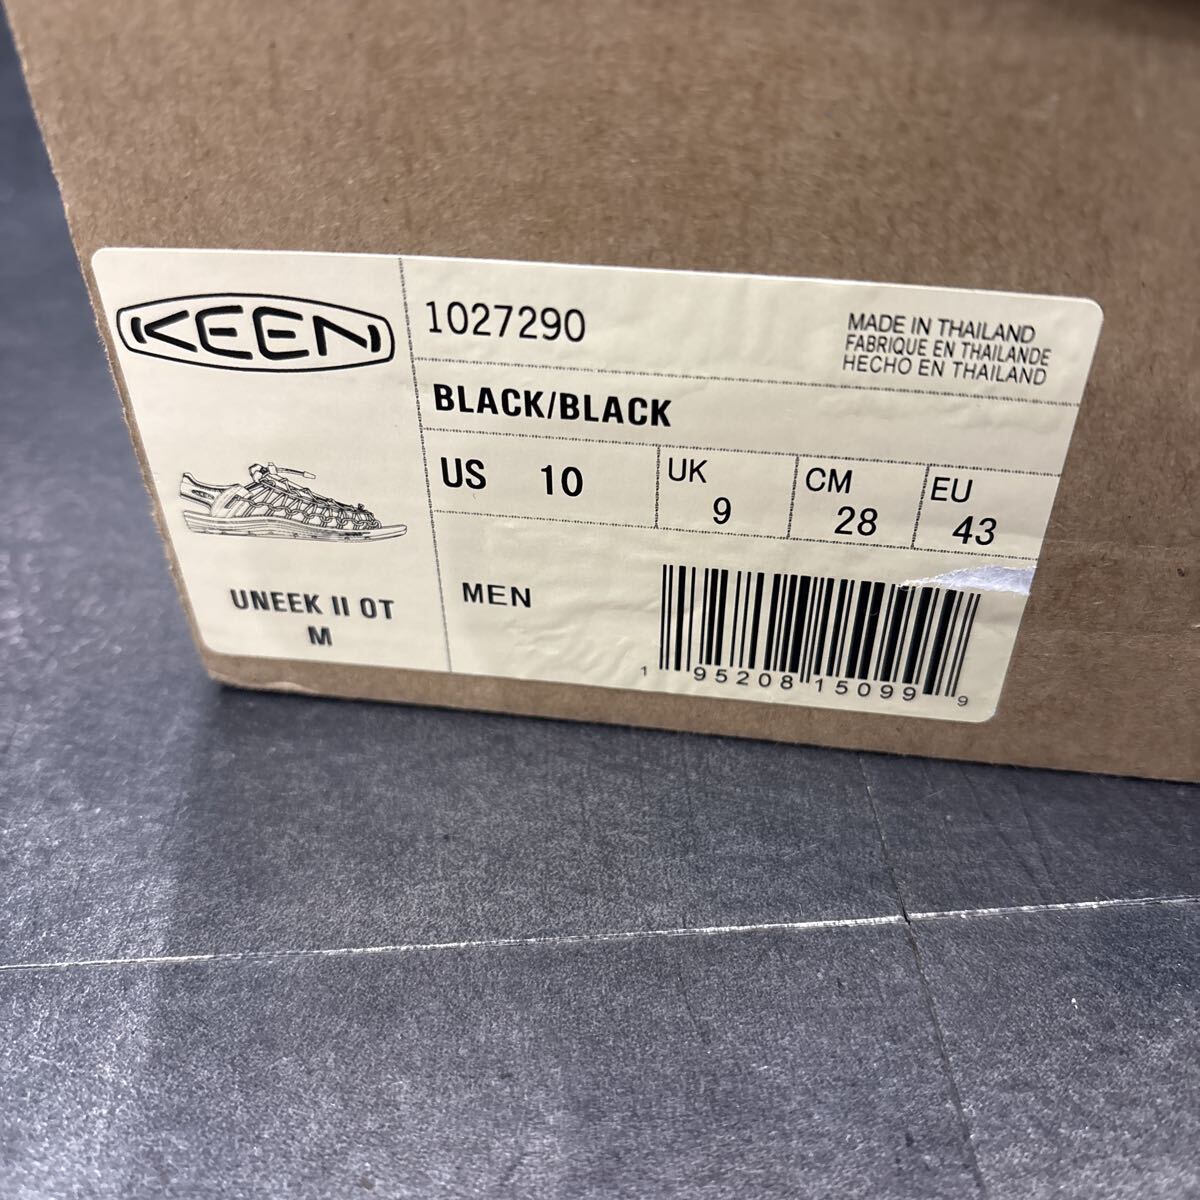 KEEN
1027290
MADE IN THAILAND
FABRIQUE EN THAILANDE
HECHO EN THAILAND
BLACK/BLACK
US 10
UK 9
CM 28
EU 43
UNEEK II OT
M
MEN
1 95208 15099 9